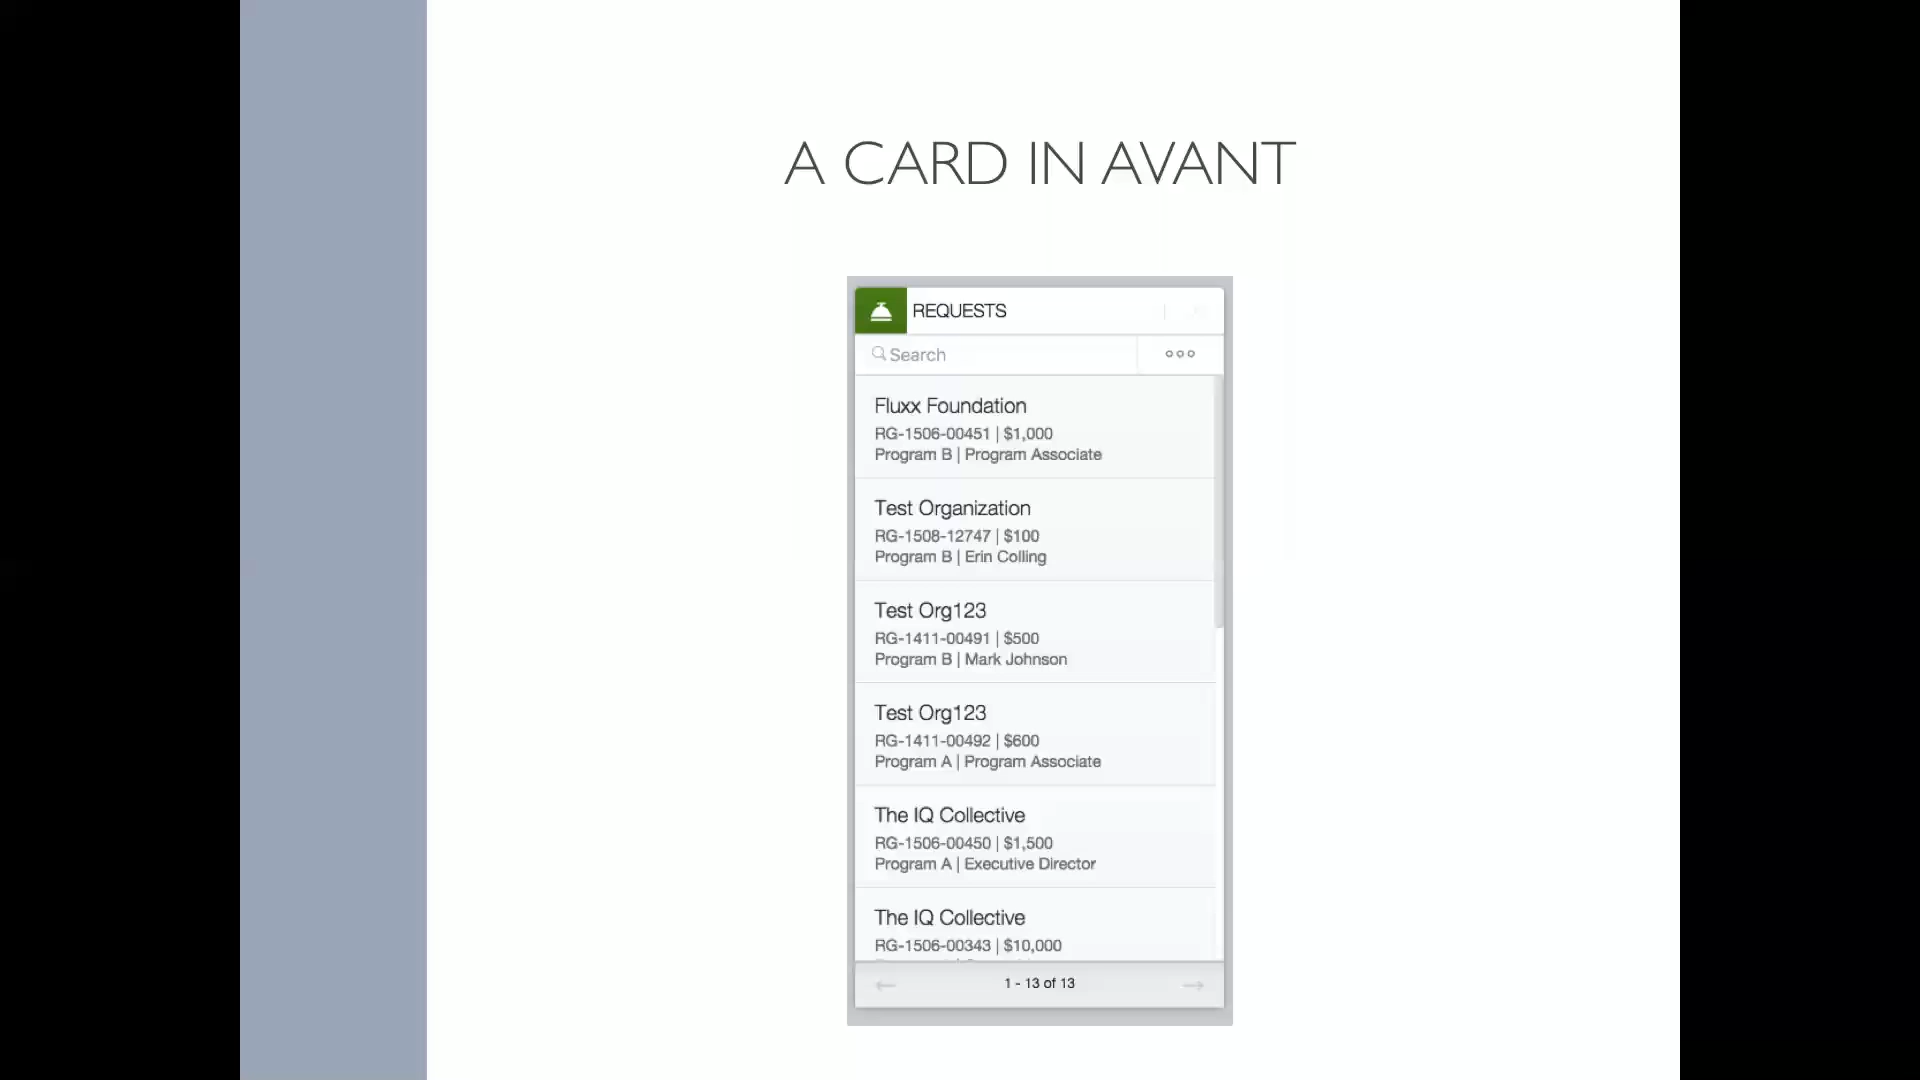 A CARD IN AVANT
REQUESTS
Search
Fluxx Foundation
RG-1506-00451 | $1,000
Program B | Program Associate
Test Organization
RG-1508-12747 | $100
Program B | Erin Colling
Test Org123
RG-1411-00491 | $500
Program B | Mark Johnson
Test Org123
RG-1411-00492 | $600
Program A | Program Associate
The IQ Collective
RG-1506-00450 | $1,500
Program A | Executive Director
The IQ Collective
RG-1506-00343 | $10,000
1 - 13 of 13